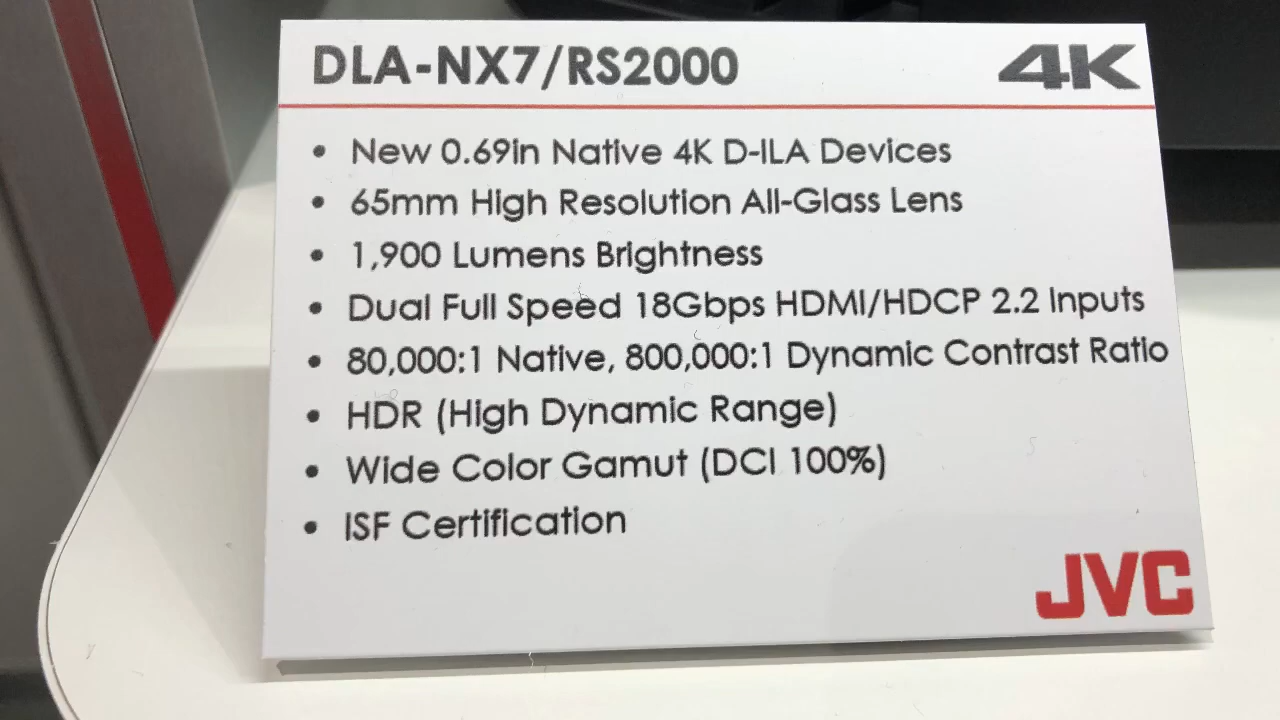 DLA-NX7/RS2000 4K
• New 0.69in Native 4K D-ILA Devices
• 65mm High Resolution All-Glass Lens
• 1,900 Lumens Brightness
• Dual Full Speed 18Gbps HDMI/HDCP 2.2 Inputs
• 80,000:1 Native, 800,000:1 Dynamic Contrast Ratio
• HDR (High Dynamic Range)
• Wide Color Gamut (DCI 100%)
• ISF Certification
JVC